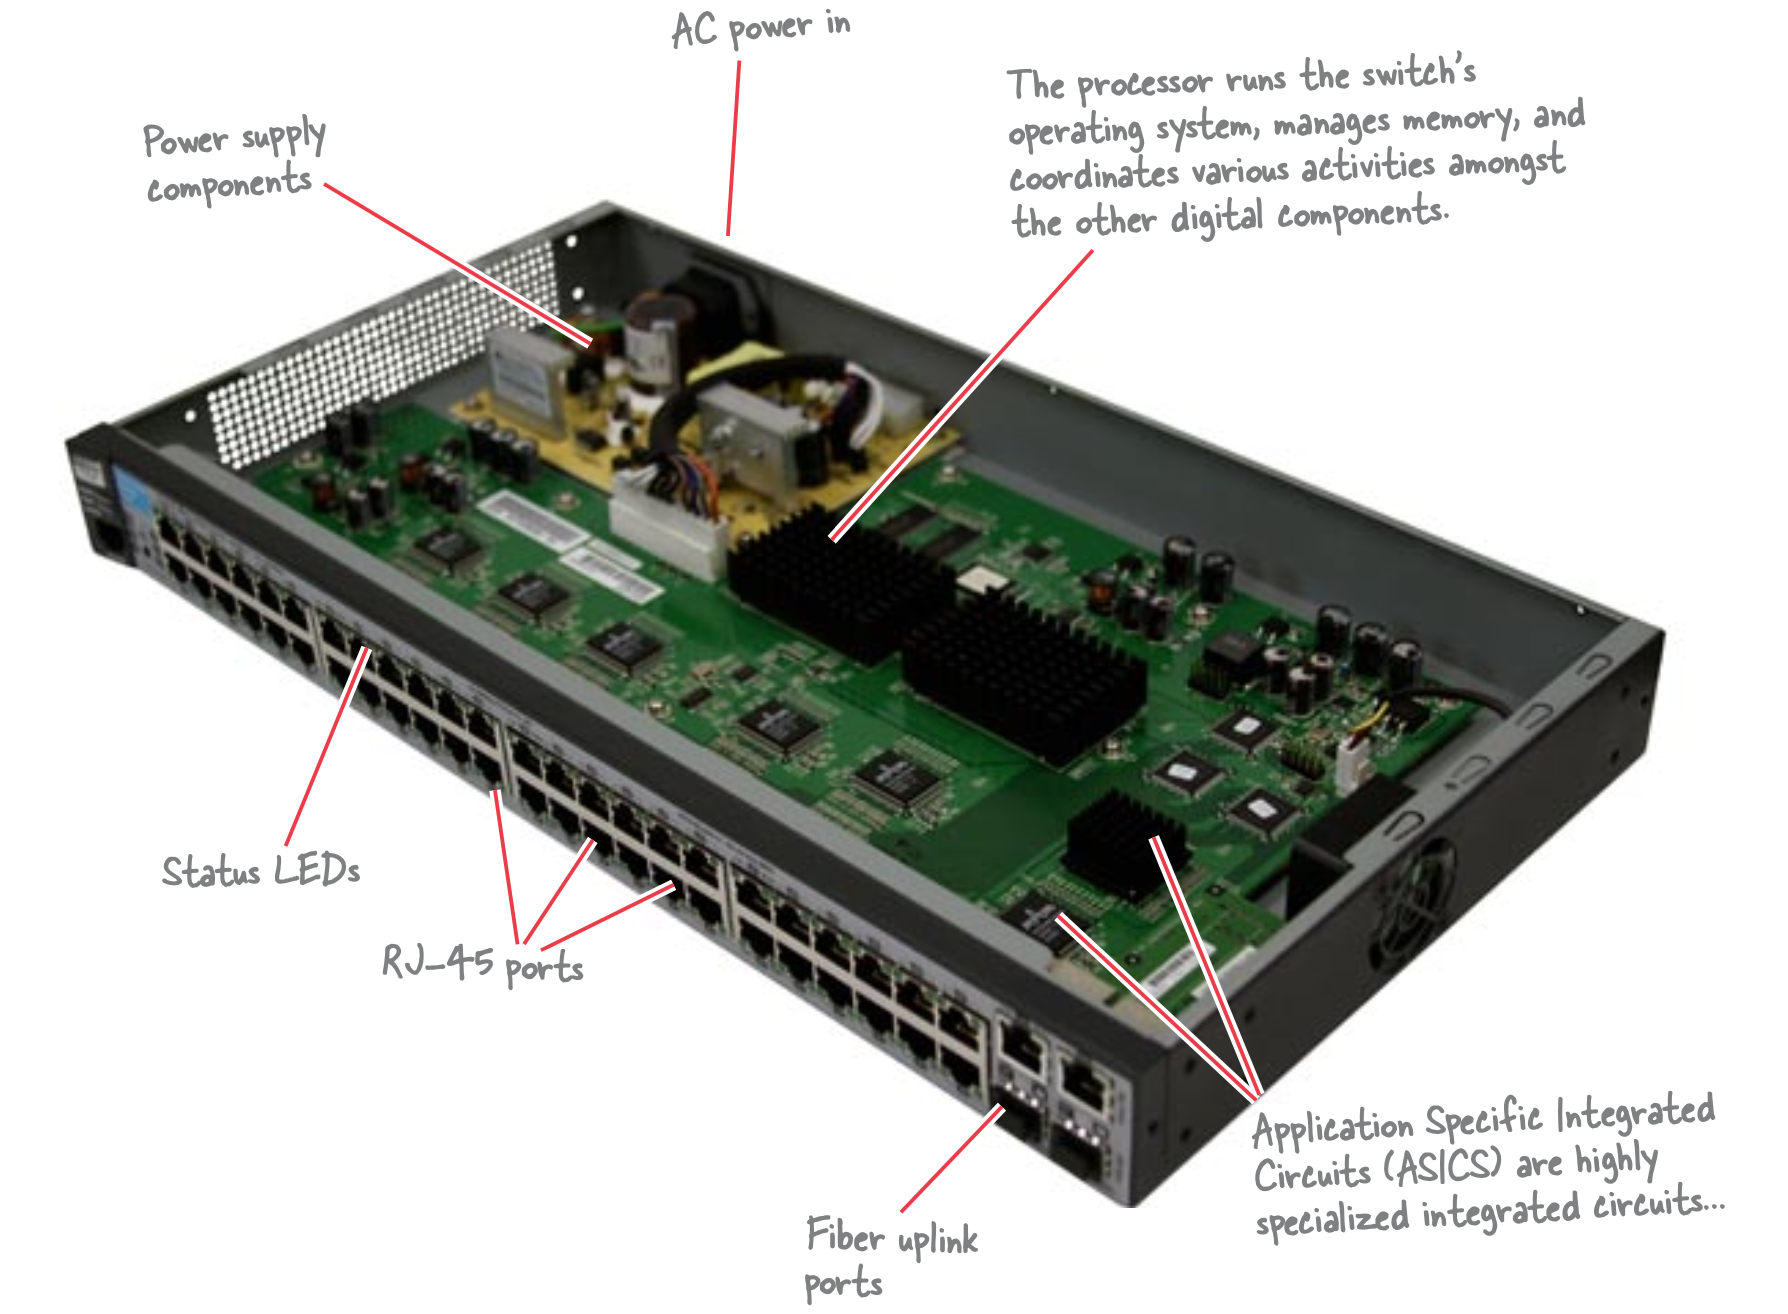 AC power in
Power supply
components
The processor runs the switch's
operating system, manages memory, and
coordinates various activities amongst
the other digital components.
Status LEDs
RJ-45 ports
Application Specific Integrated
Circuits (ASICS) are highly
specialized integrated circuits...
Fiber uplink
ports